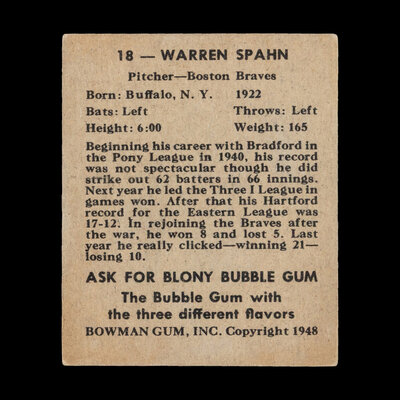 18 — WARREN SPAHN
Pitcher—Boston Braves
Born: Buffalo, N. Y. 1922
Bats: Left Throws: Left
Height: 6:00 Weight: 165
Beginning his career with Bradford in
the Pony League in 1940, his record
was not spectacular though he did
strike out 62 batters in 66 innings.
Next year he led the Three I League in
games won. After that his Hartford
record for the Eastern League was
17-12. In rejoining the Braves after
the war, he won 8 and lost 5. Last
year he really clicked—winning 21—
losing 10.
ASK FOR BLONY BUBBLE GUM
The Bubble Gum with
the three different flavors
BOWMAN GUM, INC. Copyright 1948